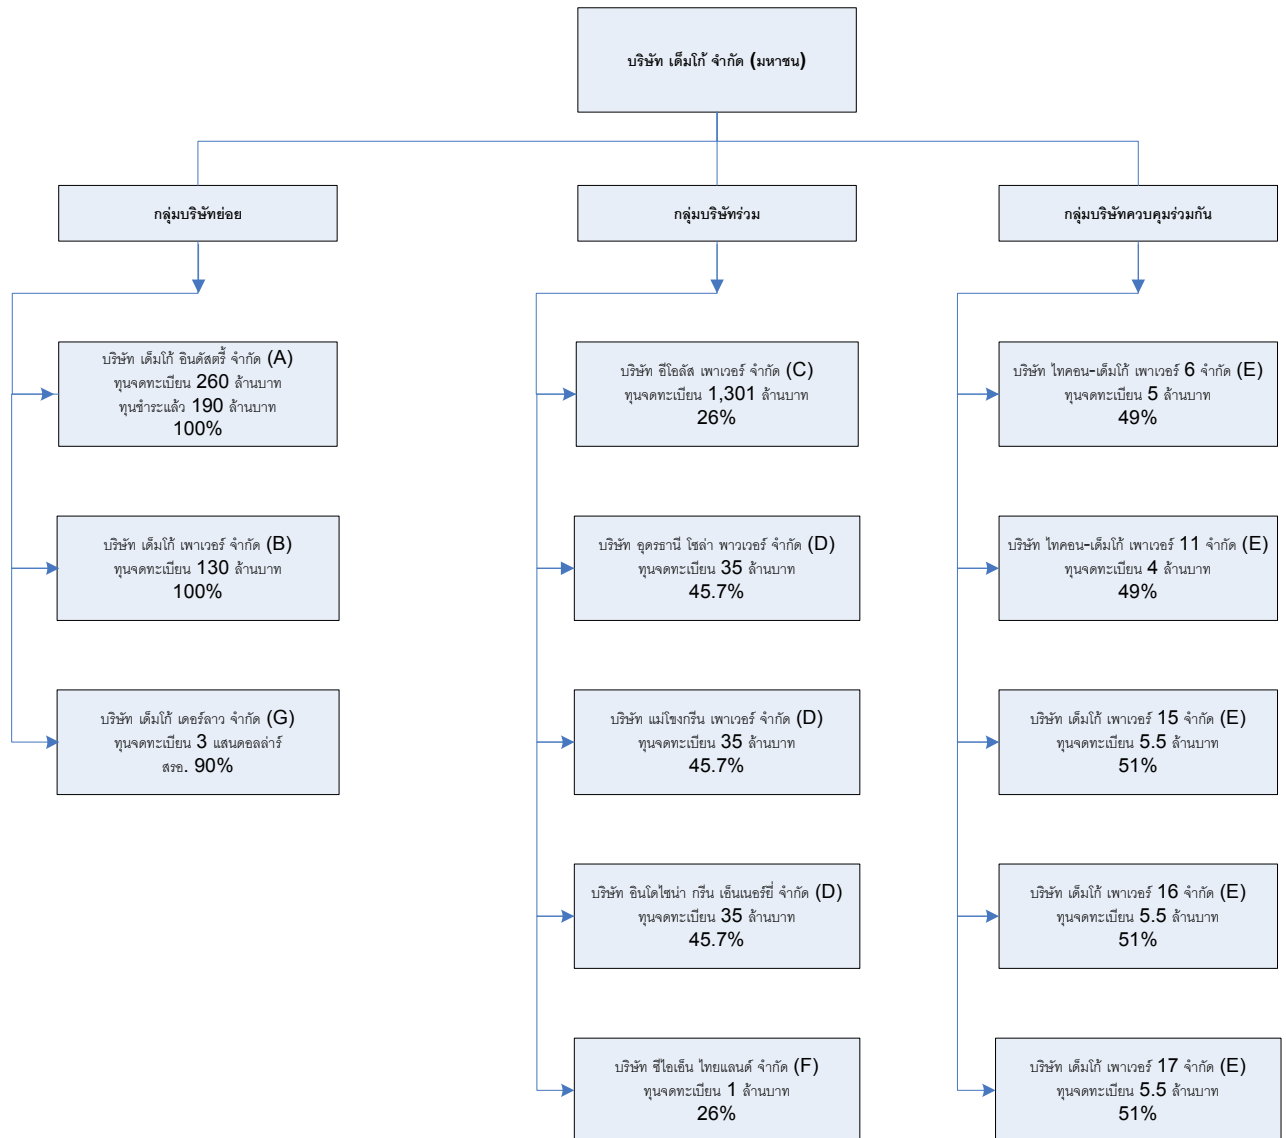 บริษัท เด็มโก้ จำกัด (มหาชน)
กลุ่มบริษัทย่อย
กลุ่มบริษัทร่วม
กลุ่มบริษัทควบคุมร่วมกัน
บริษัท เด็มโก้ อินดัสตรี้ จำกัด (A)
ทุนจดทะเบียน 260 ล้านบาท
ทุนชำระแล้ว 190 ล้านบาท
100%
บริษัท เด็มโก้ เพาเวอร์ จำกัด (B)
ทุนจดทะเบียน 130 ล้านบาท
100%
บริษัท เด็มโก้ เดอร์ลาว จำกัด (G)
ทุนจดทะเบียน 3 แสนดอลล่าร์
สรอ. 90%
บริษัท อีโอลัส เพาเวอร์ จำกัด (C)
ทุนจดทะเบียน 1,301 ล้านบาท
26%
บริษัท อุดรธานี โซล่า พาวเวอร์ จำกัด (D)
ทุนจดทะเบียน 35 ล้านบาท
45.7%
บริษัท แม่โขงกรีน เพาเวอร์ จำกัด (D)
ทุนจดทะเบียน 35 ล้านบาท
45.7%
บริษัท อินโดไชน่า กรีน เอ็นเนอร์ยี่ จำกัด (D)
ทุนจดทะเบียน 35 ล้านบาท
45.7%
บริษัท ซีไอเอ็น ไทยแลนด์ จำกัด (F)
ทุนจดทะเบียน 1 ล้านบาท
26%
บริษัท ไทคอน-เด็มโก้ เพาเวอร์ 6 จำกัด (E)
ทุนจดทะเบียน 5 ล้านบาท
49%
บริษัท ไทคอน-เด็มโก้ เพาเวอร์ 11 จำกัด (E)
ทุนจดทะเบียน 4 ล้านบาท
49%
บริษัท เด็มโก้ เพาเวอร์ 15 จำกัด (E)
ทุนจดทะเบียน 5.5 ล้านบาท
51%
บริษัท เด็มโก้ เพาเวอร์ 16 จำกัด (E)
ทุนจดทะเบียน 5.5 ล้านบาท
51%
บริษัท เด็มโก้ เพาเวอร์ 17 จำกัด (E)
ทุนจดทะเบียน 5.5 ล้านบาท
51%